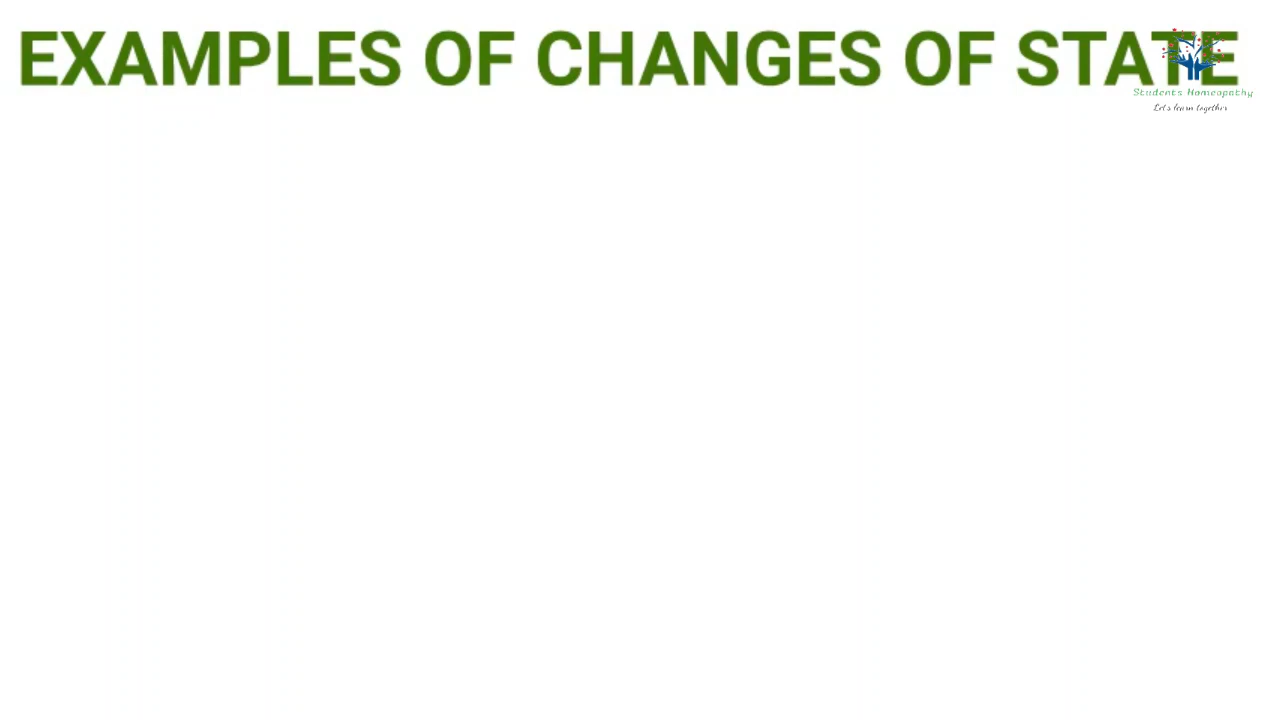 EXAMPLES OF CHANGES OF STATE
Students Homeopathy
Let's learn together